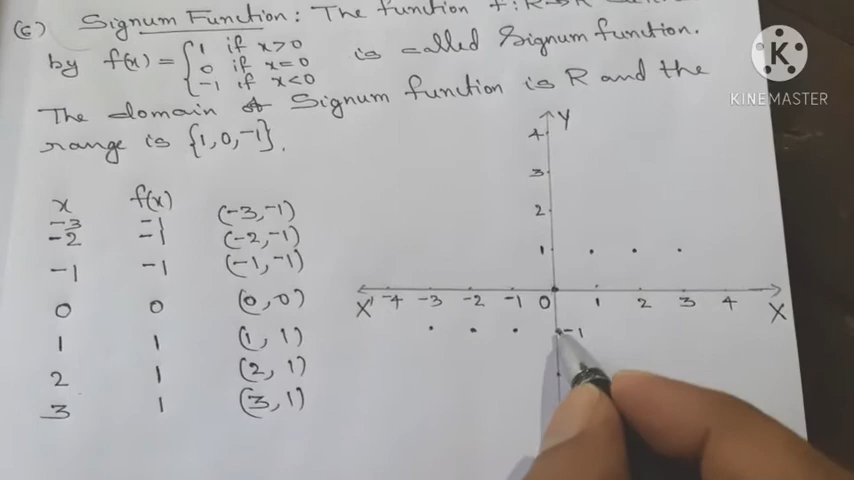 (6) Signum Function: The function f: R→R
by f(x) = { 1 if x>0
0 if x=0
-1 if x<0
is called Signum function.
The domain of Signum function is R and the
range is {1,0,-1}.
x f(x)
-3 -1 (-3,-1)
-2 -1 (-2,-1)
-1 -1 (-1,-1)
0 0 (0,0)
1 1 (1,1)
2 1 (2,1)
3 1 (3,1)
Y
4
3
2
1
X' -4 -3 -2 -1 0 1 2 3 4 X
-1
K
KINEMASTER